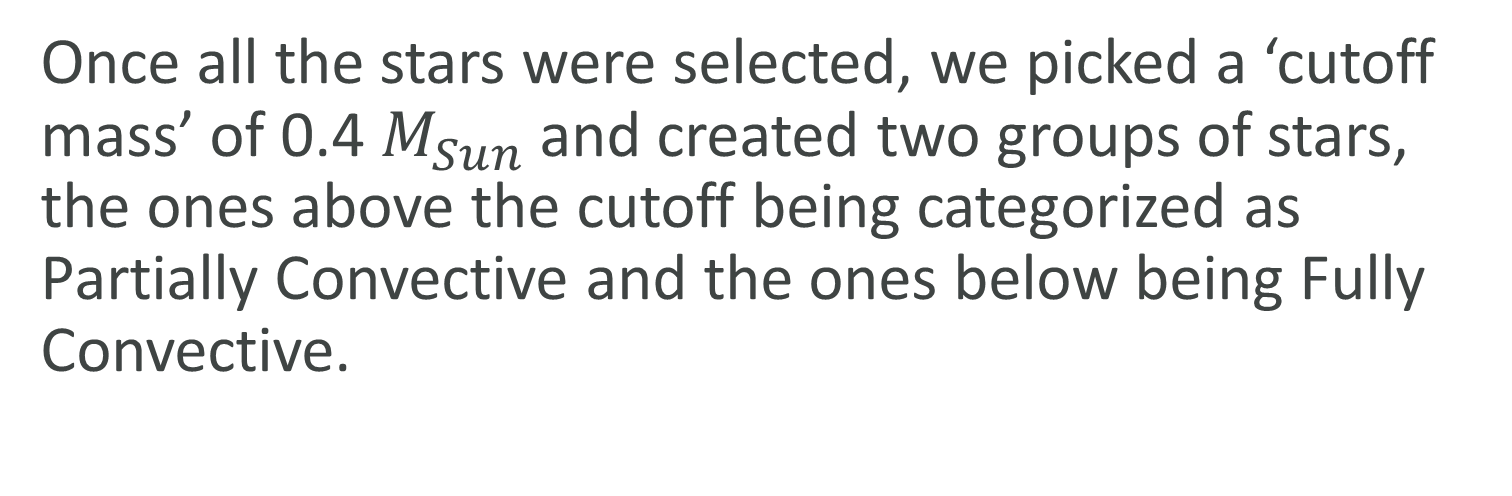 Once all the stars were selected, we picked a ‘cutoff
mass’ of 0.4 M_Sun and created two groups of stars,
the ones above the cutoff being categorized as
Partially Convective and the ones below being Fully
Convective.